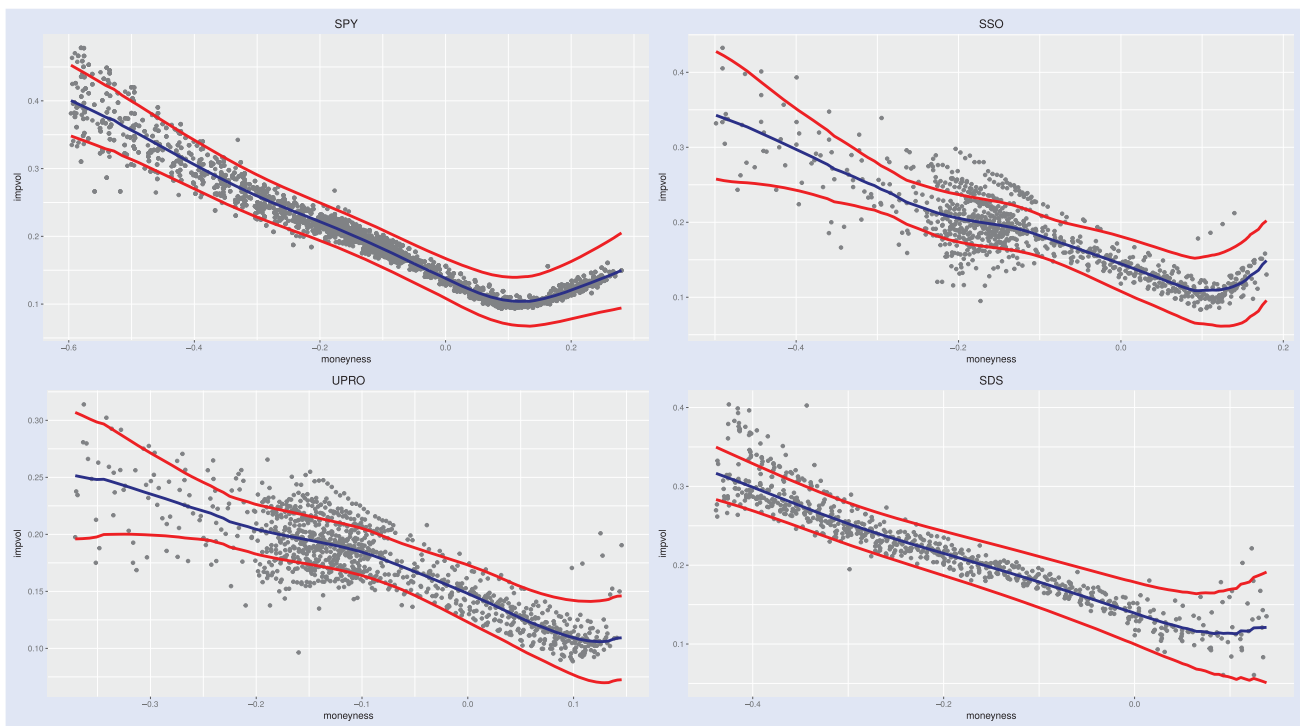 SPY
impvol
0.4
0.3
0.2
0.1
−0.6 −0.4 −0.2 0.0 0.2
moneyness
SSO
impvol
0.4
0.3
0.2
0.1
−0.4 −0.2 0.0 0.2
moneyness
UPRO
impvol
0.30
0.25
0.20
0.15
0.10
−0.3 −0.2 −0.1 0.0 0.1
moneyness
SDS
impvol
0.4
0.3
0.2
0.1
−0.4 −0.2 0.0
moneyness